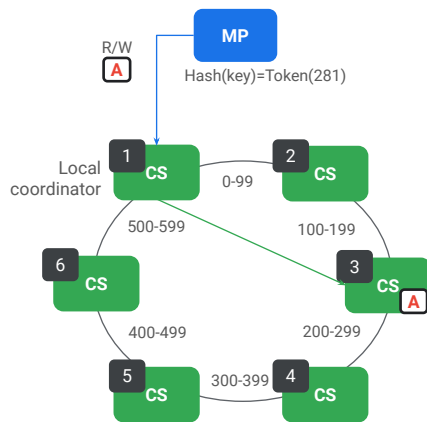 MP
R/W
A
Hash(key)=Token(281)
1
CS
Local
coordinator
2
CS
0-99
500-599
100-199
6
CS
3
CS
A
400-499
200-299
5
CS
300-399
4
CS